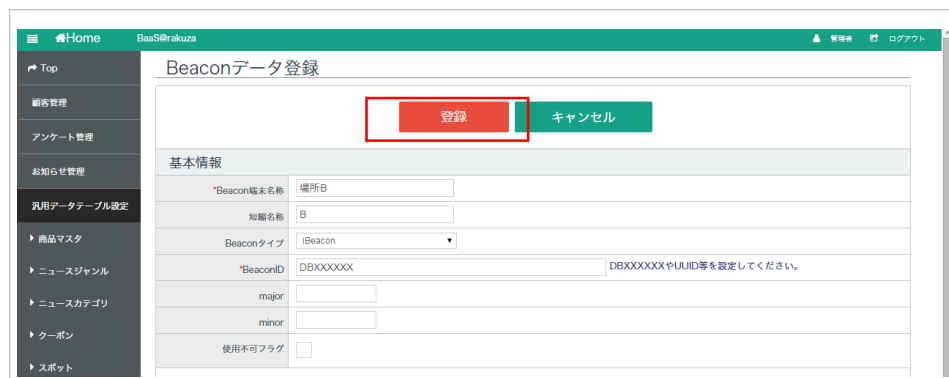 Home BaaS@rakuza 管理者 ログアウト
Top
顧客管理
アンケート管理
お知らせ管理
汎用データテーブル設定
商品マスタ
ニュースジャンル
ニュースカテゴリ
クーポン
スポット
Beaconデータ登録
登録 キャンセル
基本情報
*Beacon端末名称 場所B
短縮名称 B
Beaconタイプ iBeacon
*BeaconID DBXXXXXX DBXXXXXXやUUID等を設定してください。
major
minor
使用不可フラグ